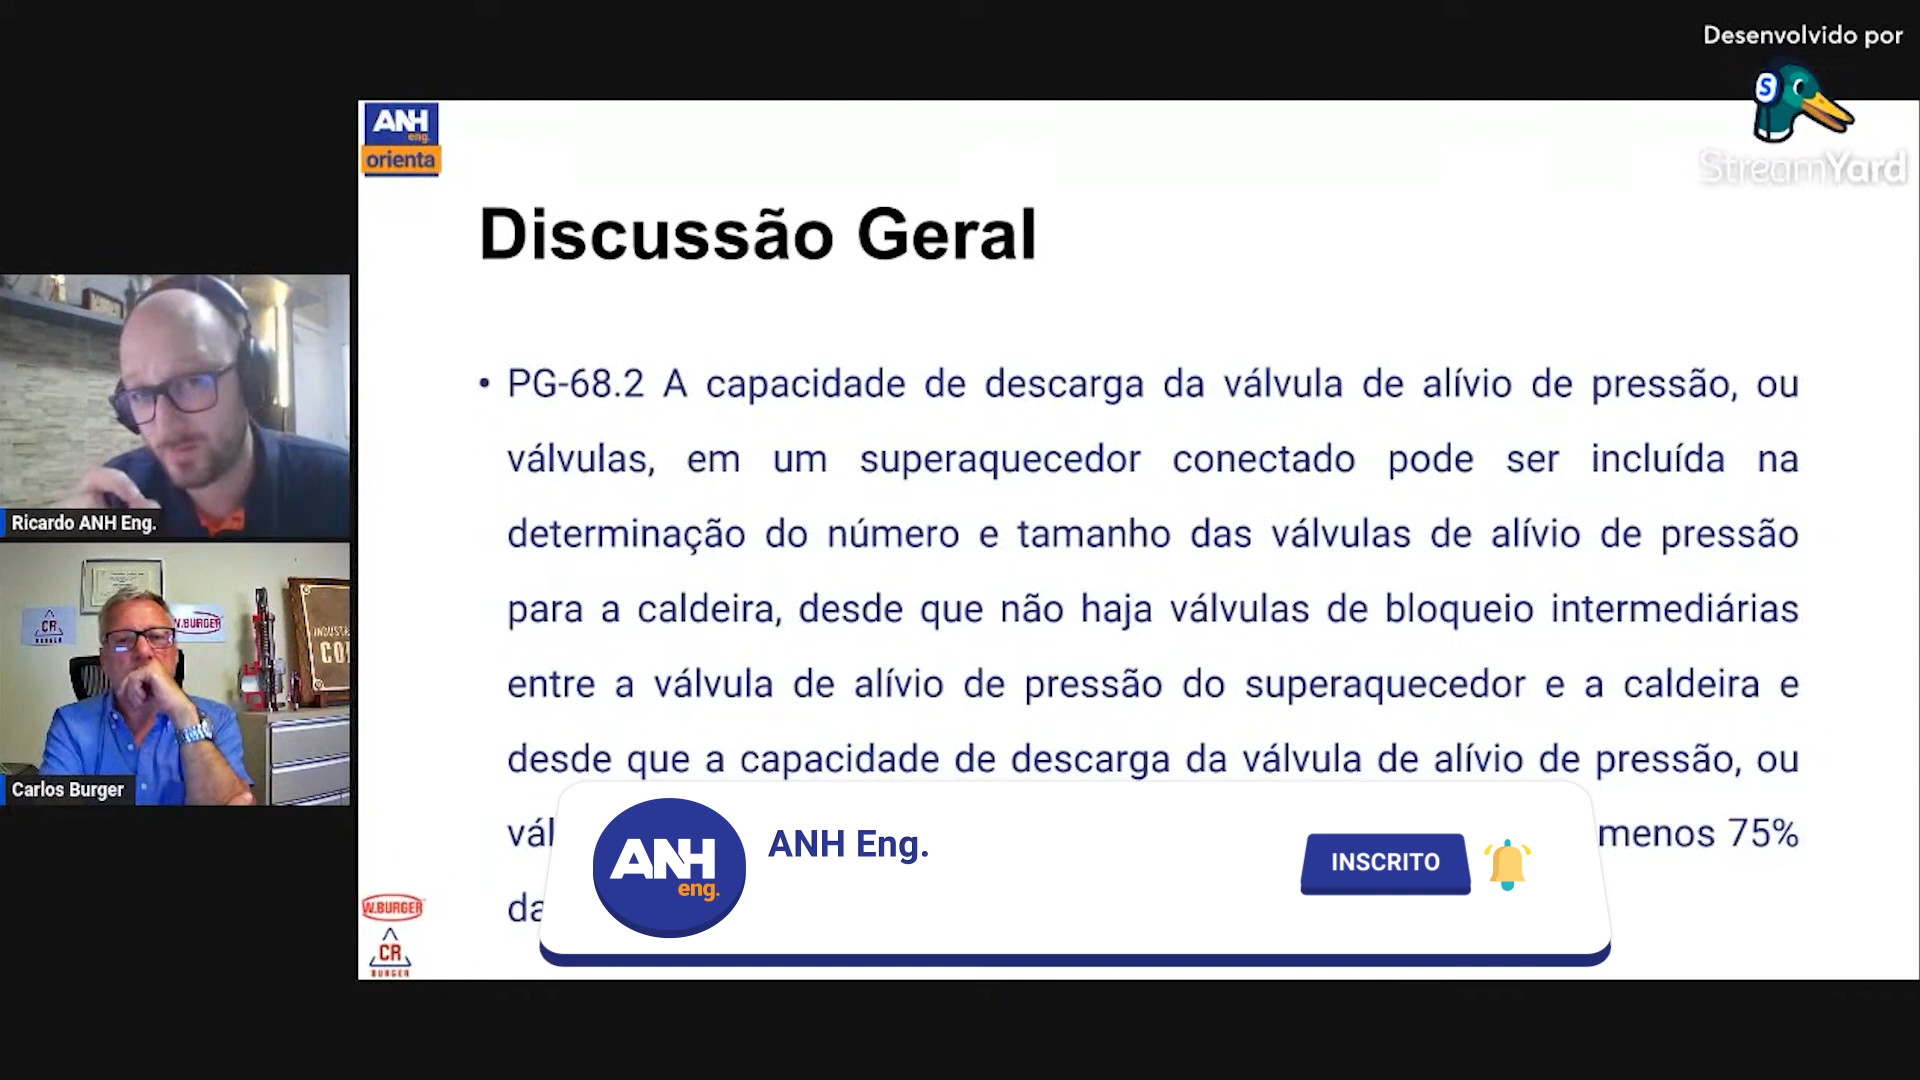 Desenvolvido por
S
StreamYard
ANH
eng.
orienta
Discussão Geral
• PG-68.2 A capacidade de descarga da válvula de alívio de pressão, ou
válvulas, em um superaquecedor conectado pode ser incluída na
determinação do número e tamanho das válvulas de alívio de pressão
para a caldeira, desde que não haja válvulas de bloqueio intermediárias
entre a válvula de alívio de pressão do superaquecedor e a caldeira e
desde que a capacidade de descarga da válvula de alívio de pressão, ou
menos 75%
Ricardo ANH Eng.
CR
BURGER
W.BURGER
Carlos Burger
ANH
eng.
ANH Eng.
INSCRITO
W.BURGER
CR
BURGER